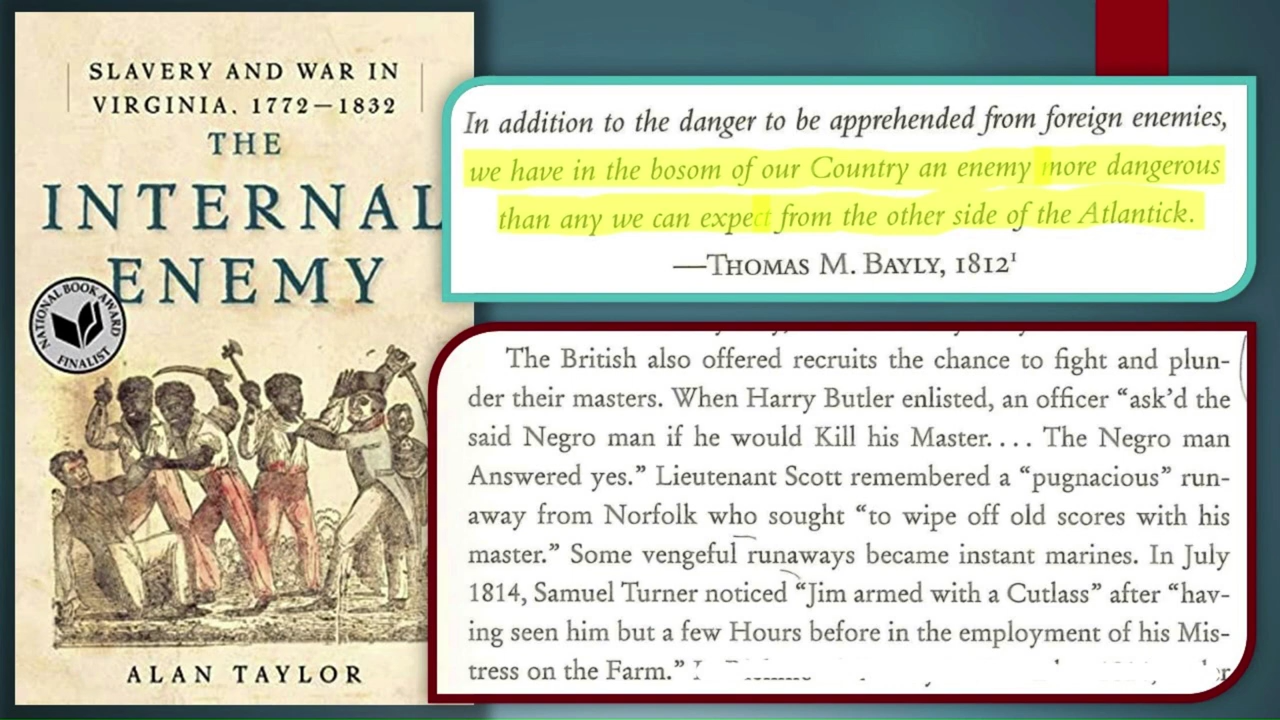 SLAVERY AND WAR IN
VIRGINIA, 1772–1832
THE
INTERNAL
ENEMY
NATIONAL BOOK AWARD
FINALIST
ALAN TAYLOR
In addition to the danger to be apprehended from foreign enemies,
we have in the bosom of our Country an enemy more dangerous
than any we can expect from the other side of the Atlantick.
—THOMAS M. BAYLY, 1812¹
The British also offered recruits the chance to fight and plun-
der their masters. When Harry Butler enlisted, an officer “ask’d the
said Negro man if he would Kill his Master. . . . The Negro man
Answered yes.” Lieutenant Scott remembered a “pugnacious” run-
away from Norfolk who sought “to wipe off old scores with his
master.” Some vengeful runaways became instant marines. In July
1814, Samuel Turner noticed “Jim armed with a Cutlass” after “hav-
ing seen him but a few Hours before in the employment of his Mis-
tress on the Farm.”